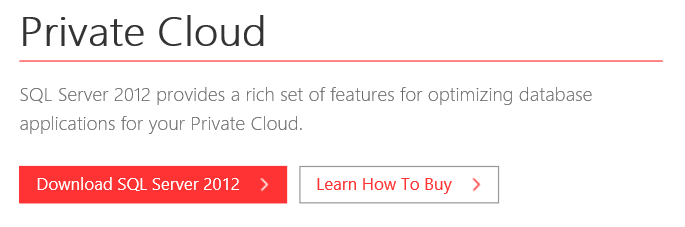 Private Cloud
SQL Server 2012 provides a rich set of features for optimizing database
applications for your Private Cloud.
Download SQL Server 2012
Learn How To Buy